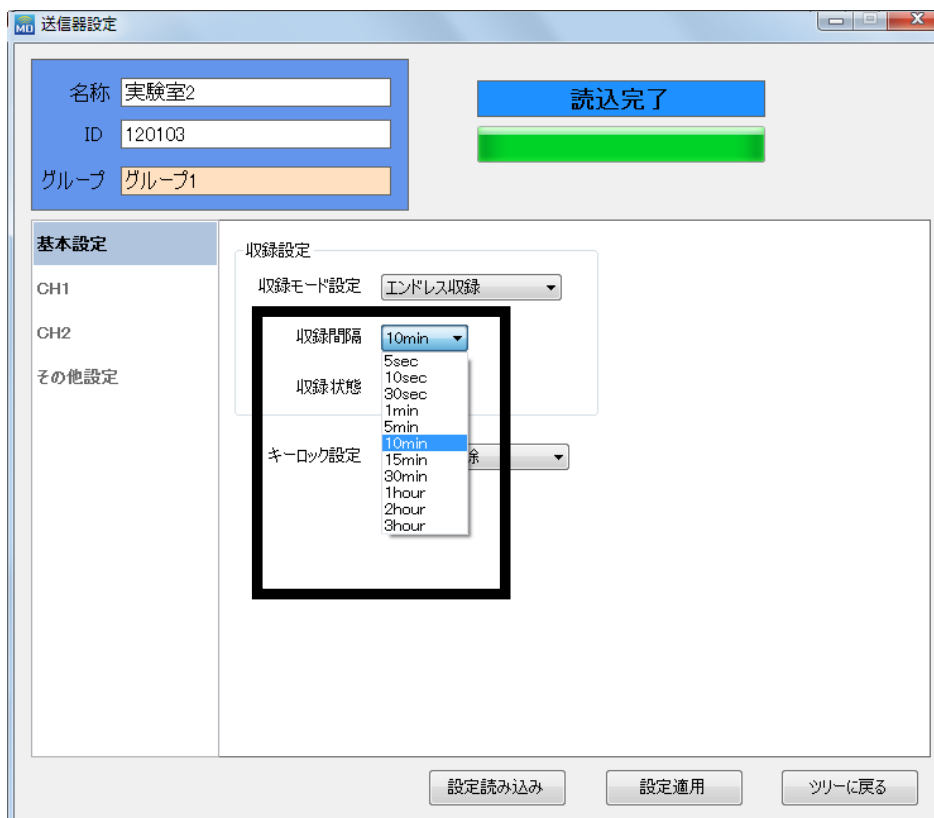 MD 送信器設定
名称 実験室2
ID 120103
グループ グループ1
読込完了
基本設定
CH1
CH2
その他設定
収録設定
収録モード設定 エンドレス収録
収録間隔 10min
5sec
10sec
30sec
1min
5min
10min
15min
30min
1hour
2hour
3hour
収録状態
キーロック設定 除
設定読み込み 設定適用 ツリーに戻る